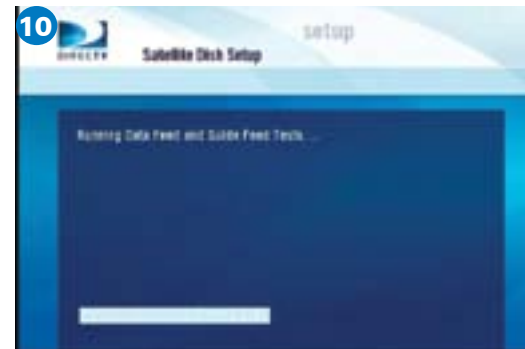 10
setup
DIRECTV
Satellite Dish Setup
Running Data Feed and Guide Feed Tests...